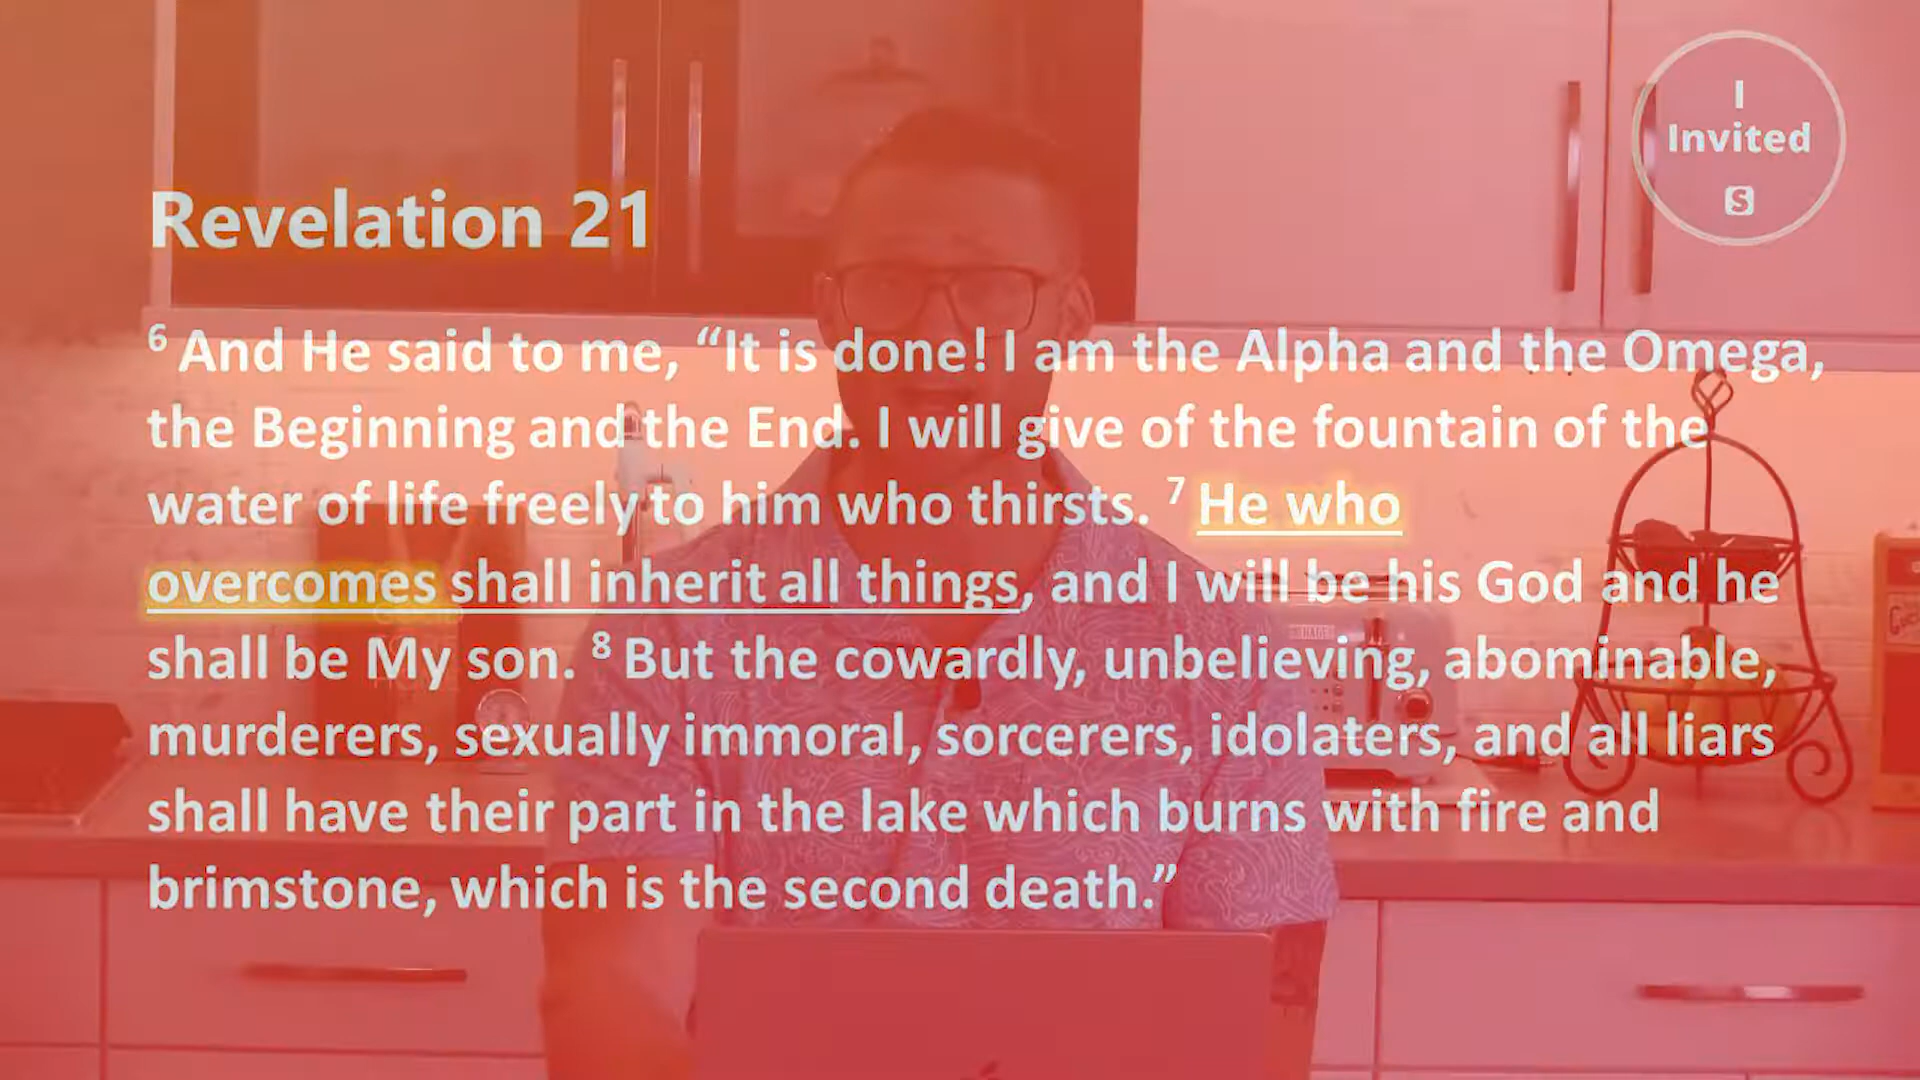 I
Invited
S
Revelation 21
6 And He said to me, “It is done! I am the Alpha and the Omega,
the Beginning and the End. I will give of the fountain of the
water of life freely to him who thirsts. 7 He who
overcomes shall inherit all things, and I will be his God and he
shall be My son. 8 But the cowardly, unbelieving, abominable,
murderers, sexually immoral, sorcerers, idolaters, and all liars
shall have their part in the lake which burns with fire and
brimstone, which is the second death.”